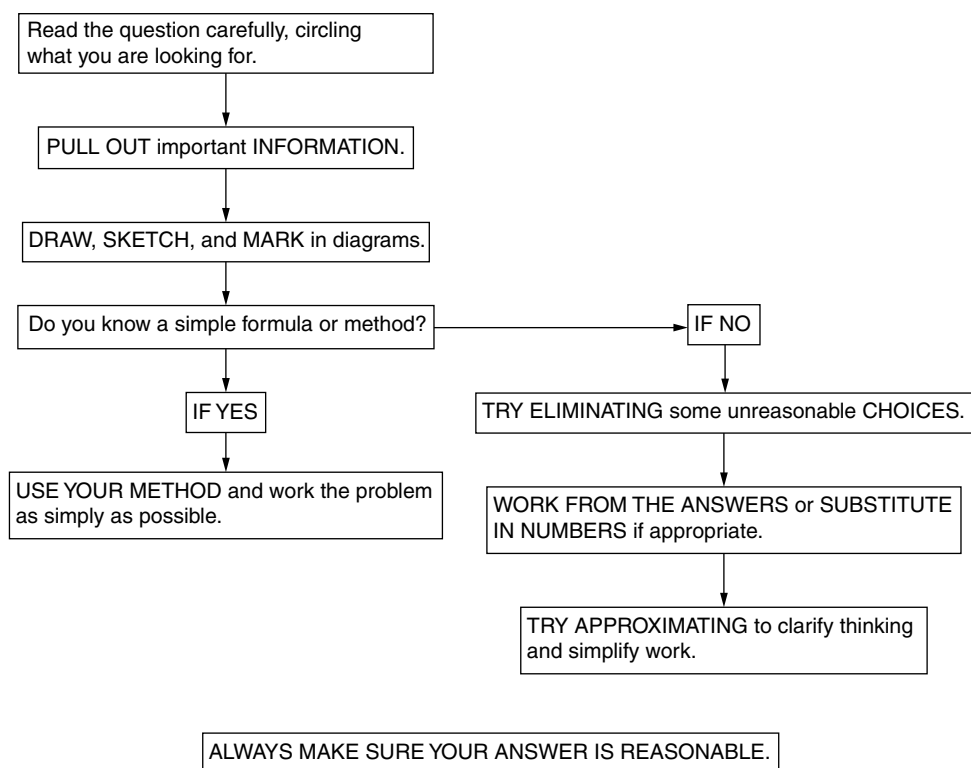 Read the question carefully, circling
what you are looking for.
PULL OUT important INFORMATION.
DRAW, SKETCH, and MARK in diagrams.
Do you know a simple formula or method?
IF NO
IF YES
USE YOUR METHOD and work the problem
as simply as possible.
TRY ELIMINATING some unreasonable CHOICES.
WORK FROM THE ANSWERS or SUBSTITUTE
IN NUMBERS if appropriate.
TRY APPROXIMATING to clarify thinking
and simplify work.
ALWAYS MAKE SURE YOUR ANSWER IS REASONABLE.